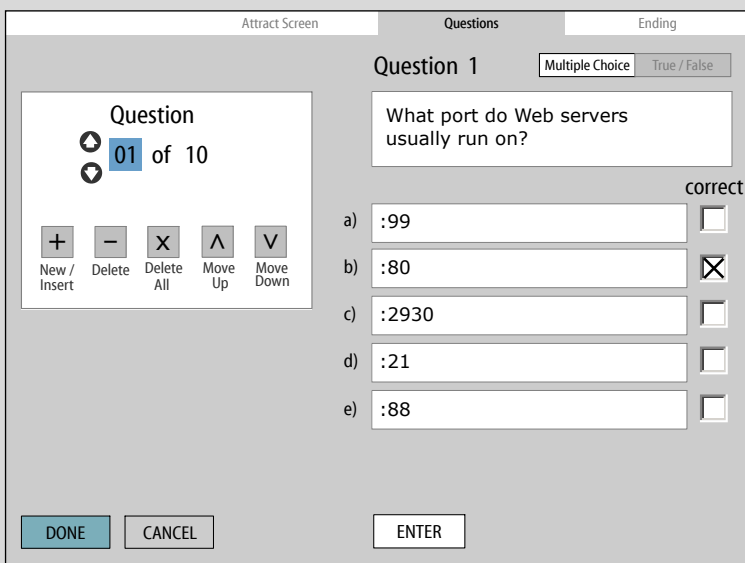 Attract Screen Questions Ending
Question 1 Multiple Choice True / False
Question
01 of 10
+ − x ʌ v
New / Insert Delete Delete All Move Up Move Down
What port do Web servers
usually run on?
correct
a) :99
b) :80
c) :2930
d) :21
e) :88
DONE CANCEL ENTER